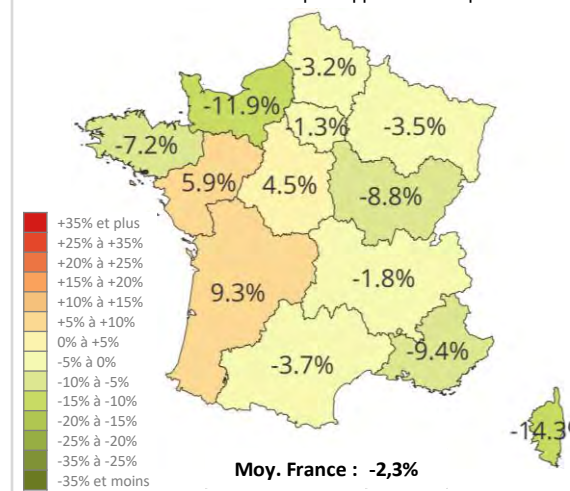 -3.2%
-11.9%
-1.3%
-3.5%
-7.2%
5.9%
4.5%
-8.8%
+35% et plus
+25% à +35%
+20% à +25%
+15% à +20%
+10% à +15%
+5% à +10%
0% à +5%
-5% à 0%
-10% à -5%
-15% à -10%
-20% à -15%
-25% à -20%
-35% à -25%
-35% et moins
9.3%
-1.8%
-3.7%
-9.4%
-14.3%
Moy. France : -2,3%